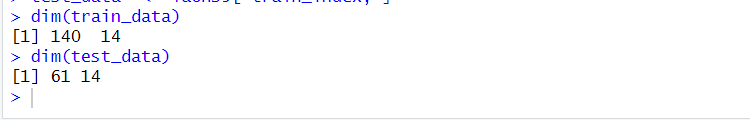 > dim(train_data)
[1] 140  14
> dim(test_data)
[1] 61 14
>